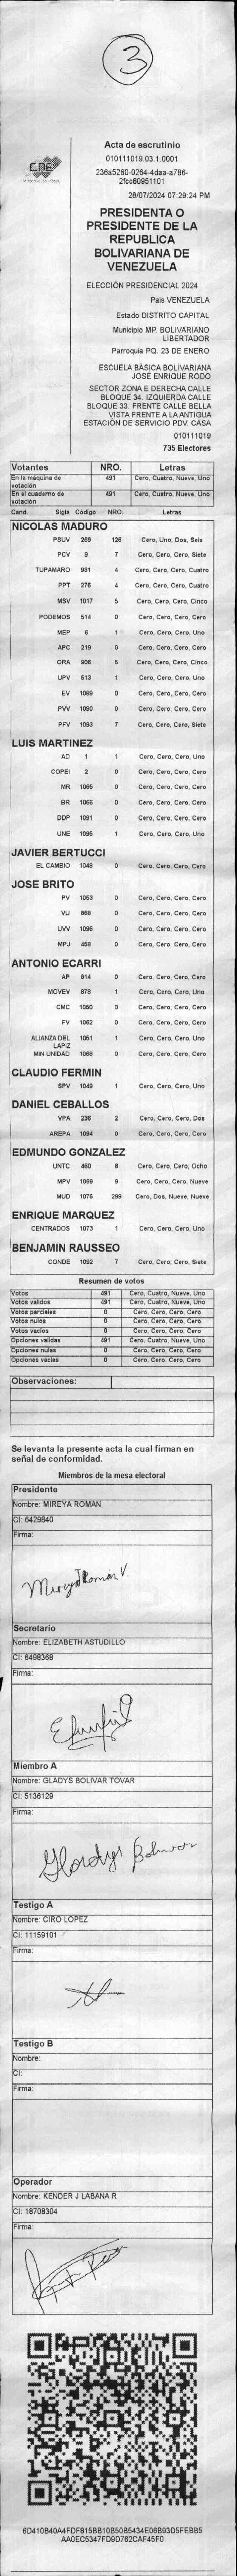 3
CNE
Acta de escrutinio
010111019.03.1.0001
236a5260-0264-4daa-a786-
2fcc80951101
28/07/2024 07:29:24 PM
PRESIDENTA O
PRESIDENTE DE LA
REPUBLICA
BOLIVARIANA DE
VENEZUELA
ELECCIÓN PRESIDENCIAL 2024
Pais VENEZUELA
Estado DISTRITO CAPITAL
Municipio MP. BOLIVARIANO
LIBERTADOR
Parroquia PQ. 23 DE ENERO
ESCUELA BÁSICA BOLIVARIANA
JOSÉ ENRIQUE RODO
SECTOR ZONA E DERECHA CALLE
BLOQUE 34. IZQUIERDA CALLE
BLOQUE 33. FRENTE CALLE BELLA
VISTA FRENTE A LA ANTIGUA
ESTACIÓN DE SERVICIO PDV. CASA
010111019
735 Electores
Votantes NRO. Letras
En la máquina de votación 491 Cero, Cuatro, Nueve, Uno
En el cuaderno de votación 491 Cero, Cuatro, Nueve, Uno
Cand. Sigls Código NRO. Letras
NICOLAS MADURO
PSUV 269 126 Cero, Uno, Dos, Seis
PCV 9 7 Cero, Cero, Cero, Siete
TUPAMARO 931 4 Cero, Cero, Cero, Cuatro
PPT 276 4 Cero, Cero, Cero, Cuatro
MSV 1017 5 Cero, Cero, Cero, Cinco
PODEMOS 514 0 Cero, Cero, Cero, Cero
MEP 6 1 Cero, Cero, Cero, Uno
APC 219 0 Cero, Cero, Cero, Cero
ORA 906 5 Cero, Cero, Cero, Cinco
UPV 513 1 Cero, Cero, Cero, Uno
EV 1089 0 Cero, Cero, Cero, Cero
PVV 1090 0 Cero, Cero, Cero, Cero
PFV 1093 7 Cero, Cero, Cero, Siete
LUIS MARTINEZ
AD 1 1 Cero, Cero, Cero, Uno
COPEI 2 0 Cero, Cero, Cero, Cero
MR 1065 0 Cero, Cero, Cero, Cero
BR 1066 0 Cero, Cero, Cero, Cero
DDP 1091 0 Cero, Cero, Cero, Cero
UNE 1095 1 Cero, Cero, Cero, Uno
JAVIER BERTUCCI
EL CAMBIO 1048 0 Cero, Cero, Cero, Cero
JOSE BRITO
PV 1053 0 Cero, Cero, Cero, Cero
VU 868 0 Cero, Cero, Cero, Cero
UVV 1096 0 Cero, Cero, Cero, Cero
MPJ 458 0 Cero, Cero, Cero, Cero
ANTONIO ECARRI
AP 814 0 Cero, Cero, Cero, Cero
MOVEV 878 1 Cero, Cero, Cero, Uno
CMC 1050 0 Cero, Cero, Cero, Cero
FV 1062 0 Cero, Cero, Cero, Cero
ALIANZA DEL LAPIZ 1051 1 Cero, Cero, Cero, Uno
MIN UNIDAD 1068 0 Cero, Cero, Cero, Cero
CLAUDIO FERMIN
SPV 1049 1 Cero, Cero, Cero, Uno
DANIEL CEBALLOS
VPA 236 2 Cero, Cero, Cero, Dos
AREPA 1094 0 Cero, Cero, Cero, Cero
EDMUNDO GONZALEZ
UNTC 460 8 Cero, Cero, Cero, Ocho
MPV 1069 9 Cero, Cero, Cero, Nueve
MUD 1075 299 Cero, Dos, Nueve, Nueve
ENRIQUE MARQUEZ
CENTRADOS 1073 1 Cero, Cero, Cero, Uno
BENJAMIN RAUSSEO
CONDE 1092 7 Cero, Cero, Cero, Siete
Resumen de votos
Votos 491 Cero, Cuatro, Nueve, Uno
Votos validos 491 Cero, Cuatro, Nueve, Uno
Votos parciales 0 Cero, Cero, Cero, Cero
Votos nulos 0 Cero, Cero, Cero, Cero
Votos vacios 0 Cero, Cero, Cero, Cero
Opciones validas 491 Cero, Cuatro, Nueve, Uno
Opciones nulas 0 Cero, Cero, Cero, Cero
Opciones vacias 0 Cero, Cero, Cero, Cero
Observaciones:
Se levanta la presente acta la cual firman en
señal de conformidad.
Miembros de la mesa electoral
Presidente
Nombre: MIREYA ROMAN
CI: 6429840
Firma:
Mireya Roman V.
Secretario
Nombre: ELIZABETH ASTUDILLO
CI: 6498368
Firma:
Miembro A
Nombre: GLADYS BOLIVAR TOVAR
CI: 5136129
Firma:
Gladys Bolivar
Testigo A
Nombre: CIRO LOPEZ
CI: 11159101
Firma:
Testigo B
Nombre:
CI:
Firma:
Operador
Nombre: KENDER J LABANA R
CI: 18708304
Firma:
6D410B40A4FDF815BB10B50B5434E06B93D5FEBB5
AA0EC5347FD9D762CAF45F0